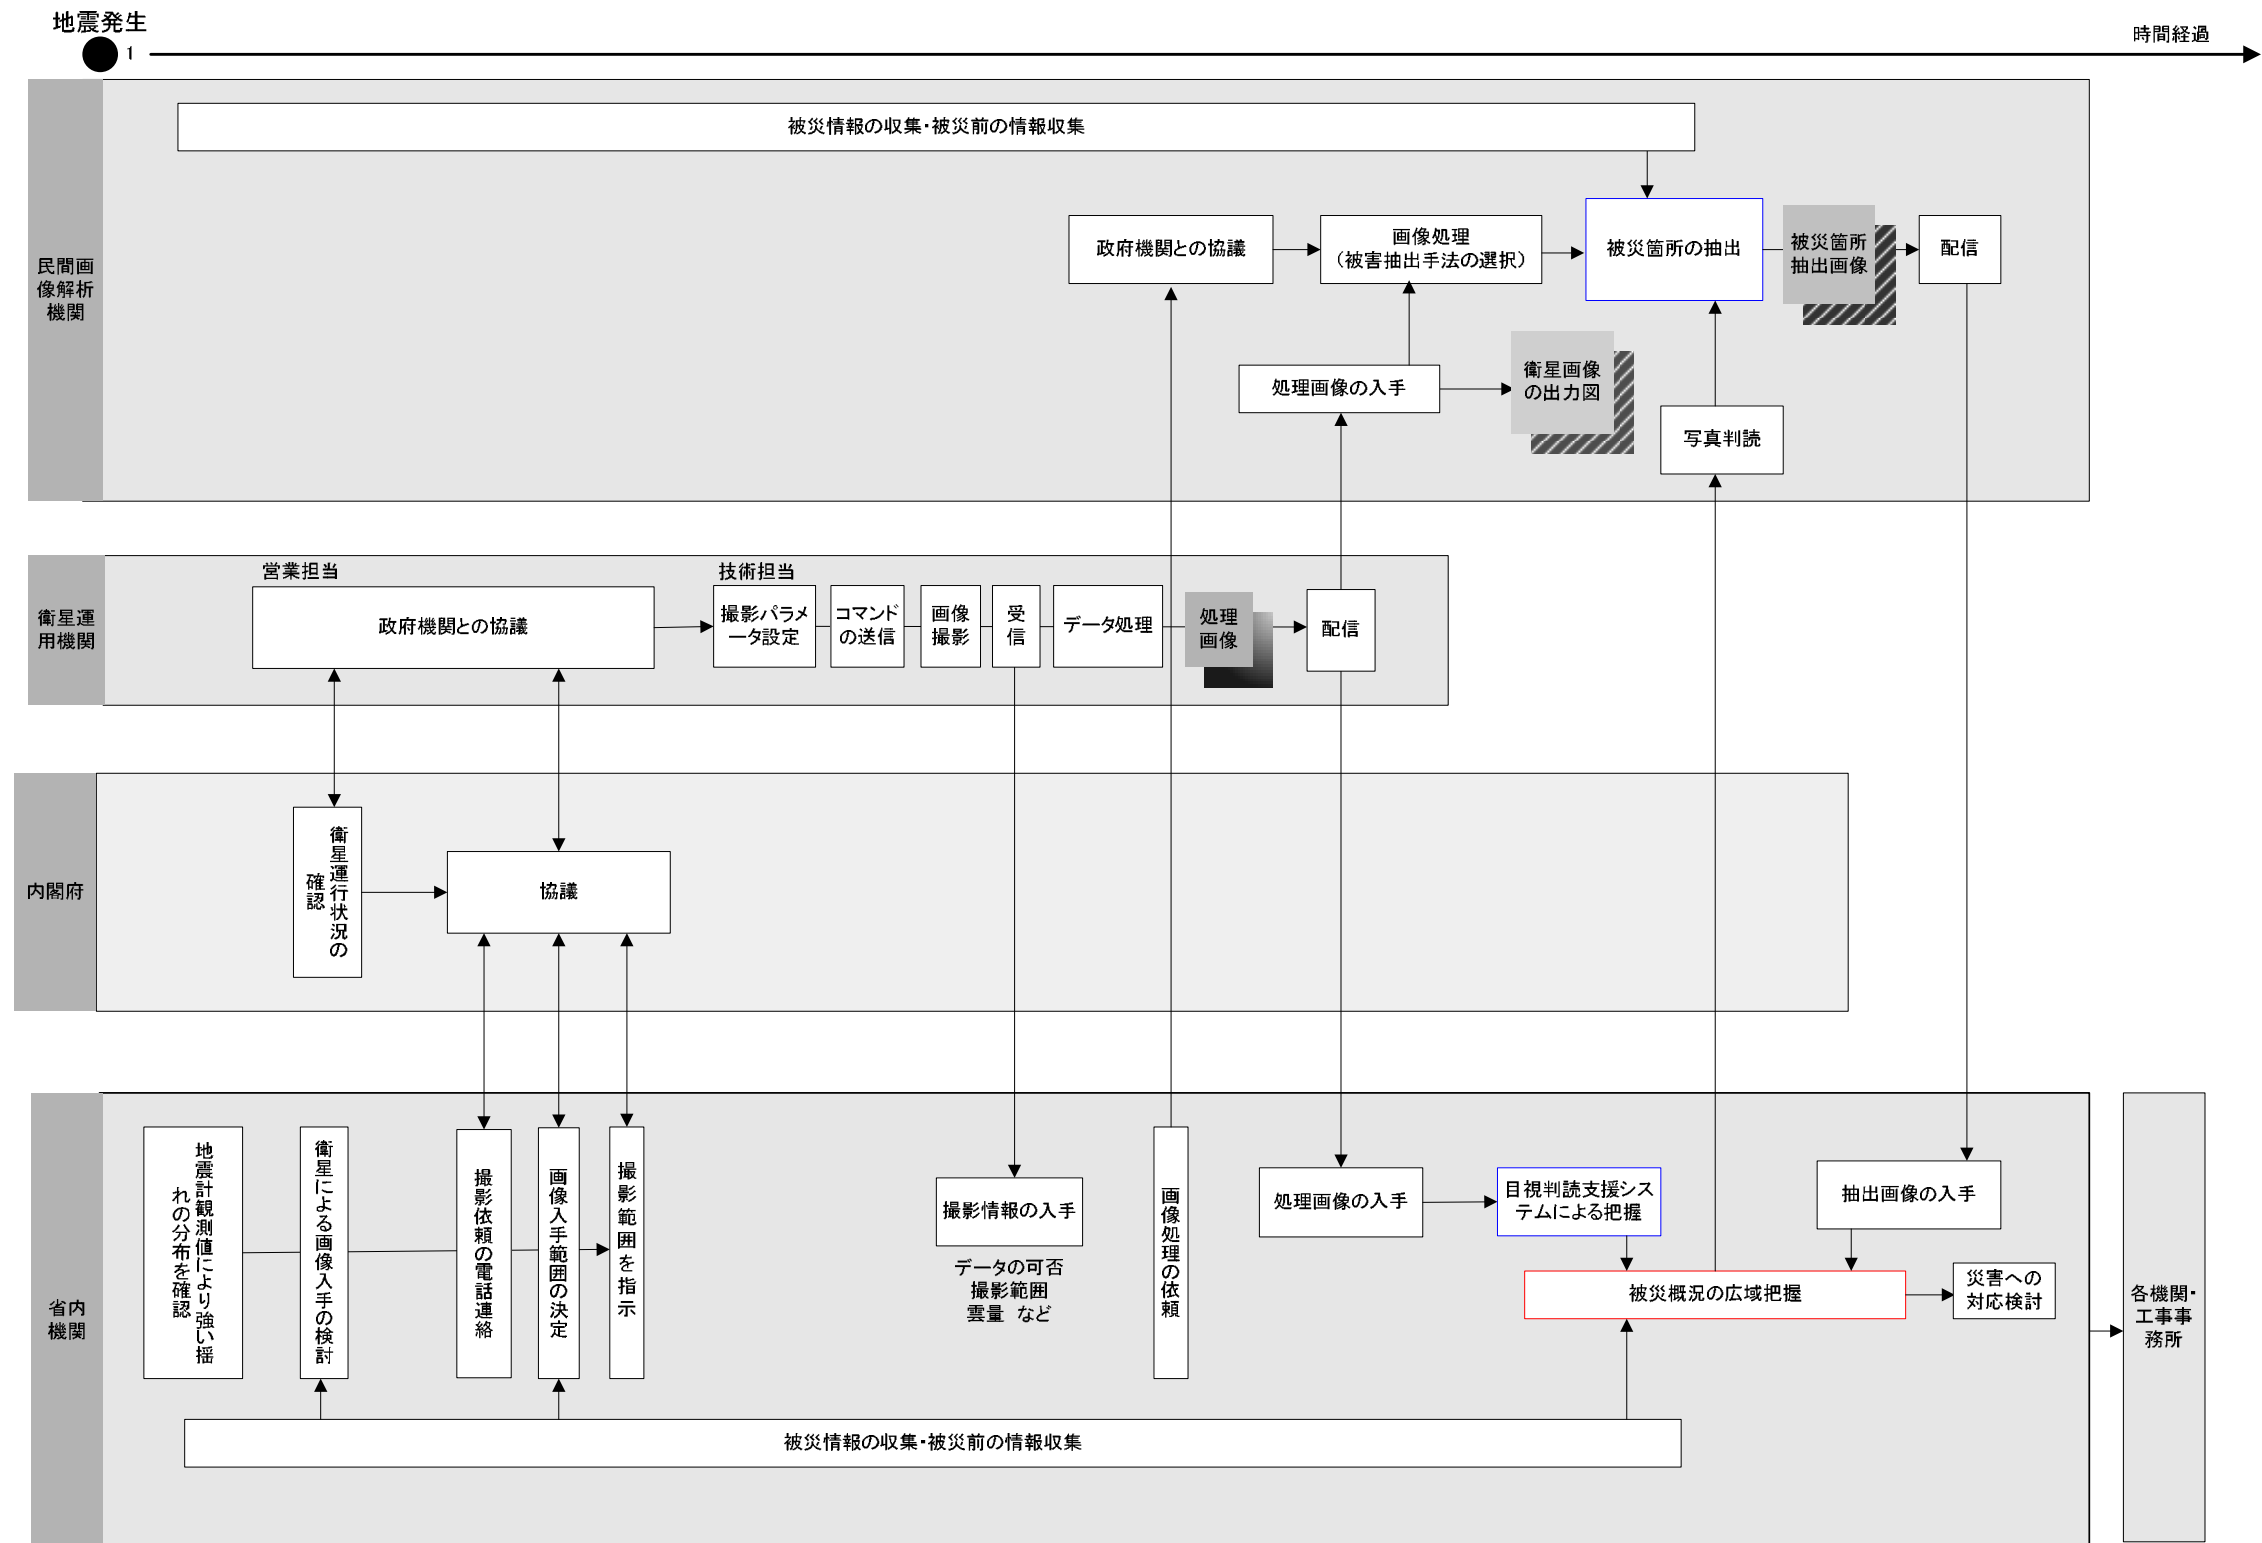 地震発生
1
時間経過
民間画
像解析
機関
被災情報の収集・被災前の情報収集
政府機関との協議
画像処理
（被害抽出手法の選択）
被災箇所の抽出
被災箇所
抽出画像
配信
処理画像の入手
衛星画像
の出力図
写真判読
衛星運
用機関
営業担当
技術担当
政府機関との協議
撮影パラメ
ータ設定
コマンド
の送信
画像
撮影
受
信
データ処理
処理
画像
配信
内閣府
衛星運行状況の
確認
協議
省内
機関
地震計観測値により強い揺
れの分布を確認
衛星による画像入手の検討
撮影依頼の電話連絡
画像入手範囲の決定
撮影範囲を指示
撮影情報の入手
データの可否
撮影範囲
雲量 など
画像処理の依頼
処理画像の入手
目視判読支援シス
テムによる把握
抽出画像の入手
被災概況の広域把握
災害への
対応検討
被災情報の収集・被災前の情報収集
各機関・
工事事
務所